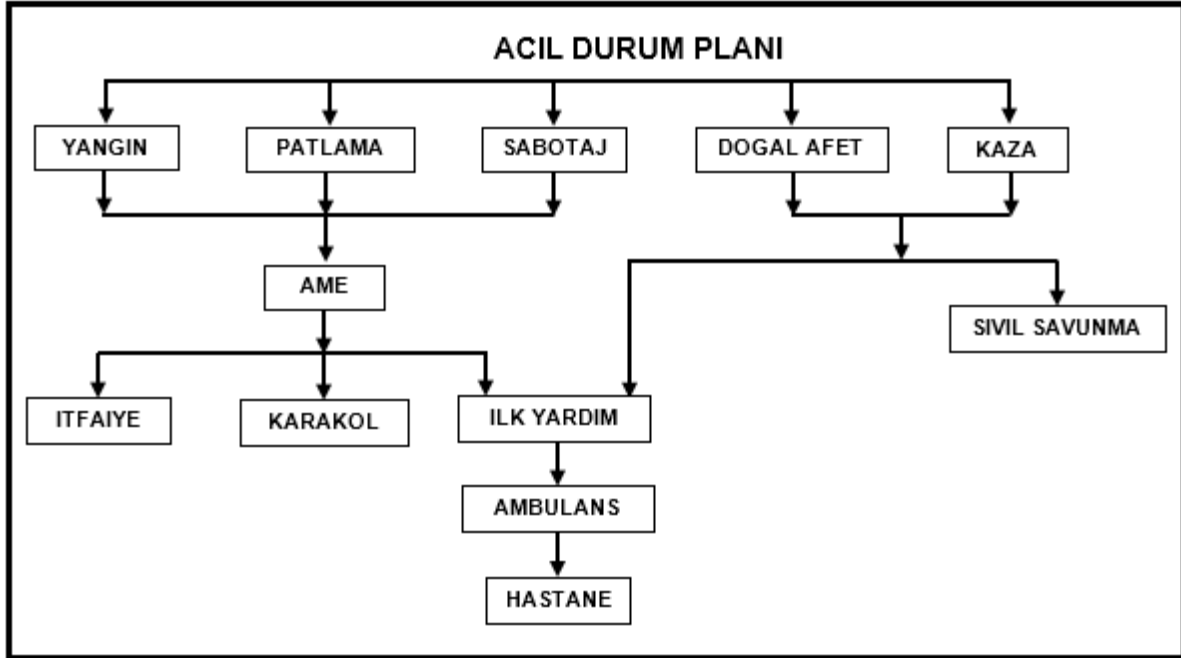 ACIL DURUM PLANI
YANGIN
PATLAMA
SABOTAJ
DOGAL AFET
KAZA
AME
SIVIL SAVUNMA
ITFAIYE
KARAKOL
ILK YARDIM
AMBULANS
HASTANE